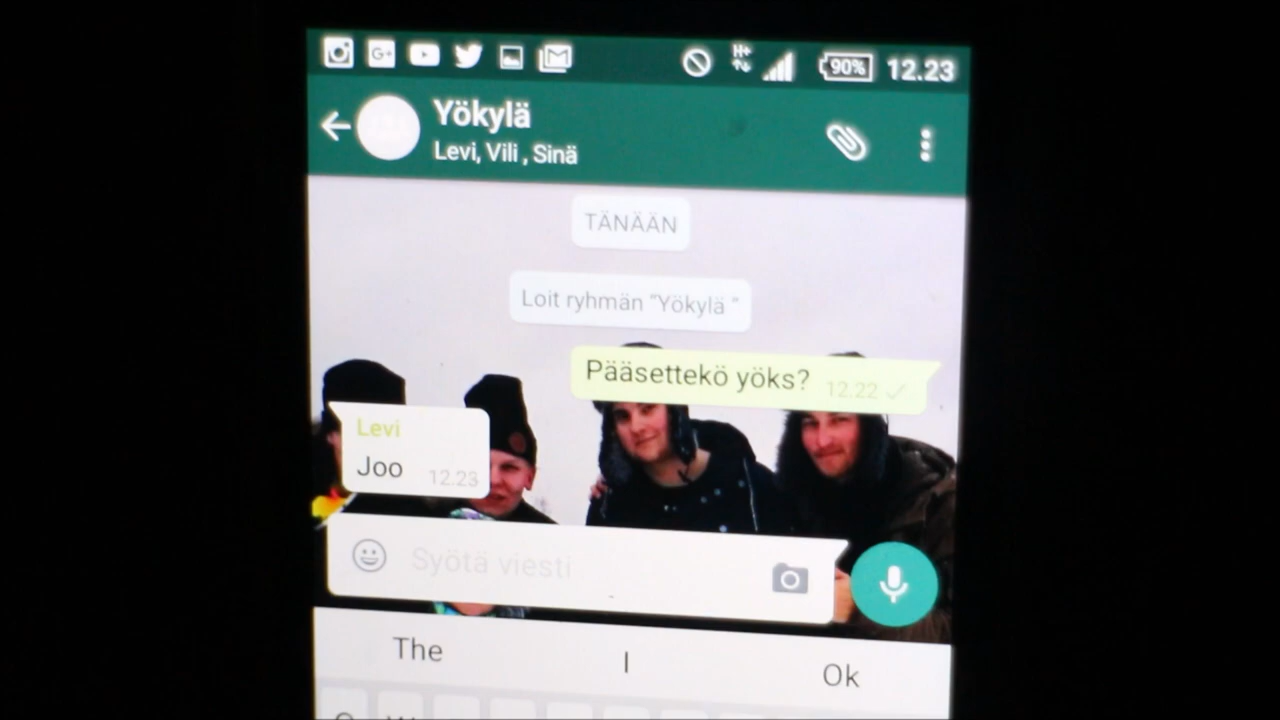 G+ H+ 90% 12.23
Yökylä
Levi, Vili , Sinä
TÄNÄÄN
Loit ryhmän "Yökylä "
Pääsettekö yöks? 12.22
Levi
Joo 12.23
Syötä viesti
The I Ok